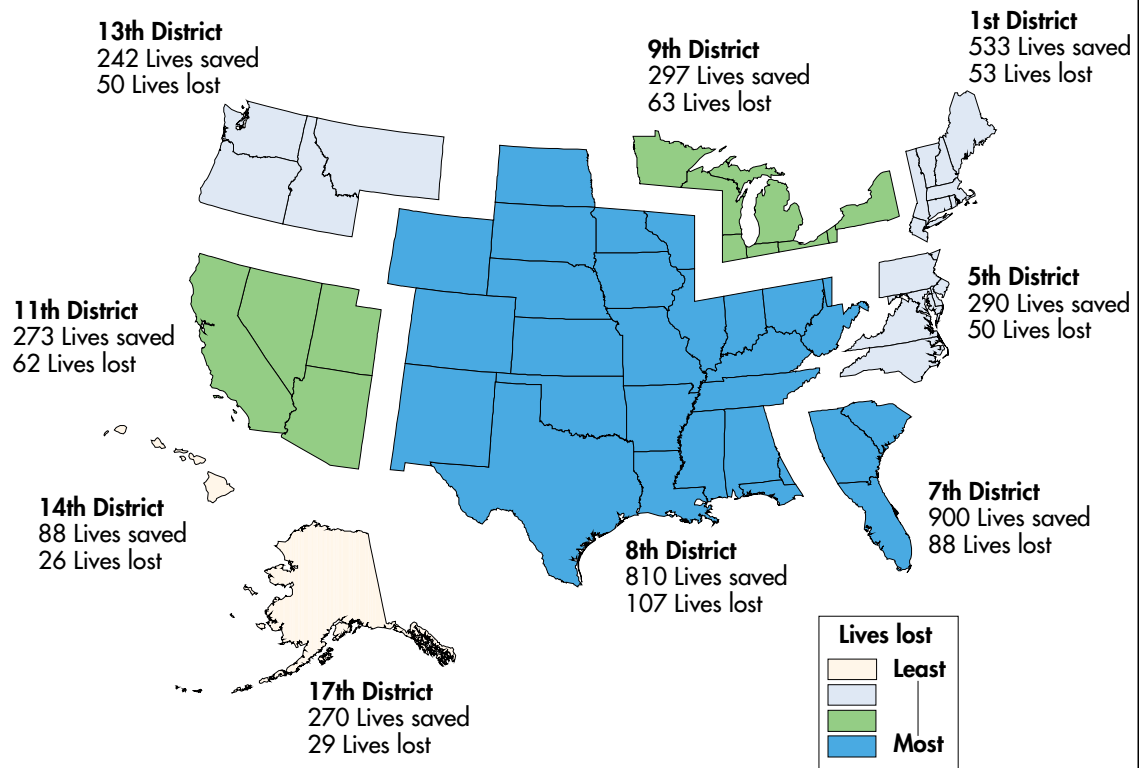 13th District
242 Lives saved
50 Lives lost
9th District
297 Lives saved
63 Lives lost
1st District
533 Lives saved
53 Lives lost
11th District
273 Lives saved
62 Lives lost
5th District
290 Lives saved
50 Lives lost
14th District
88 Lives saved
26 Lives lost
7th District
900 Lives saved
88 Lives lost
8th District
810 Lives saved
107 Lives lost
17th District
270 Lives saved
29 Lives lost
Lives lost
Least
Most